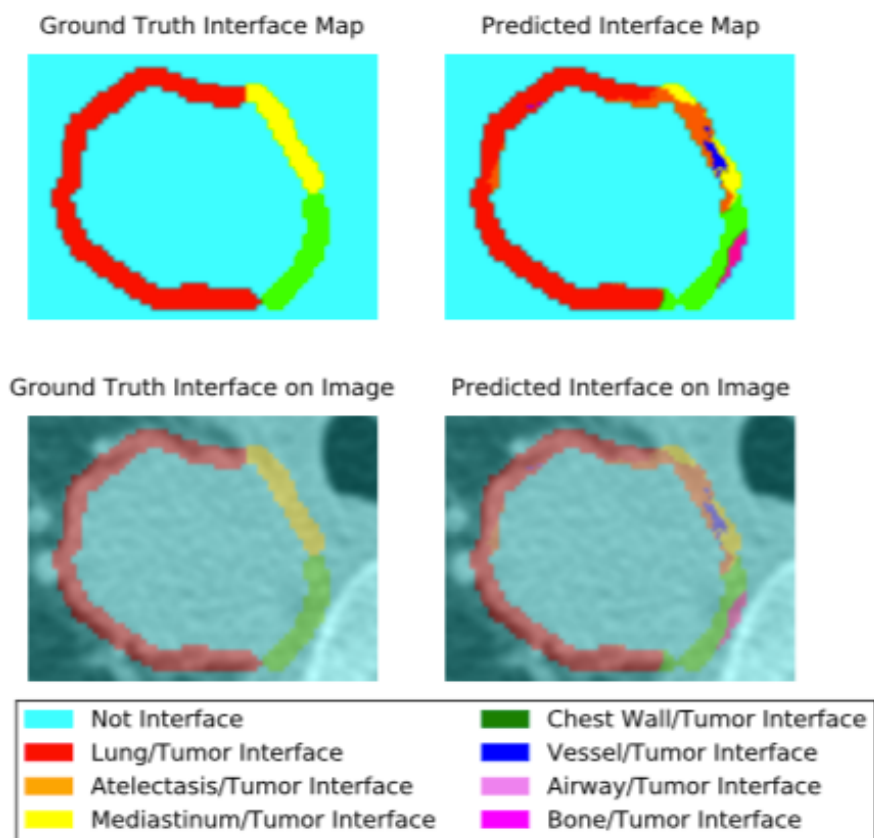 Ground Truth Interface Map
Predicted Interface Map
Ground Truth Interface on Image
Predicted Interface on Image
Not Interface
Lung/Tumor Interface
Atelectasis/Tumor Interface
Mediastinum/Tumor Interface
Chest Wall/Tumor Interface
Vessel/Tumor Interface
Airway/Tumor Interface
Bone/Tumor Interface